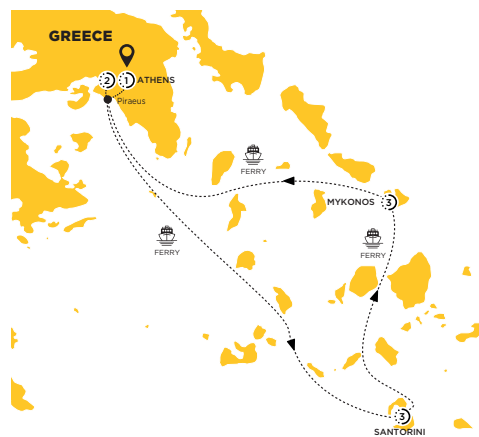 GREECE
2
1
ATHENS
Piraeus
FERRY
MYKONOS
3
FERRY
FERRY
3
SANTORINI